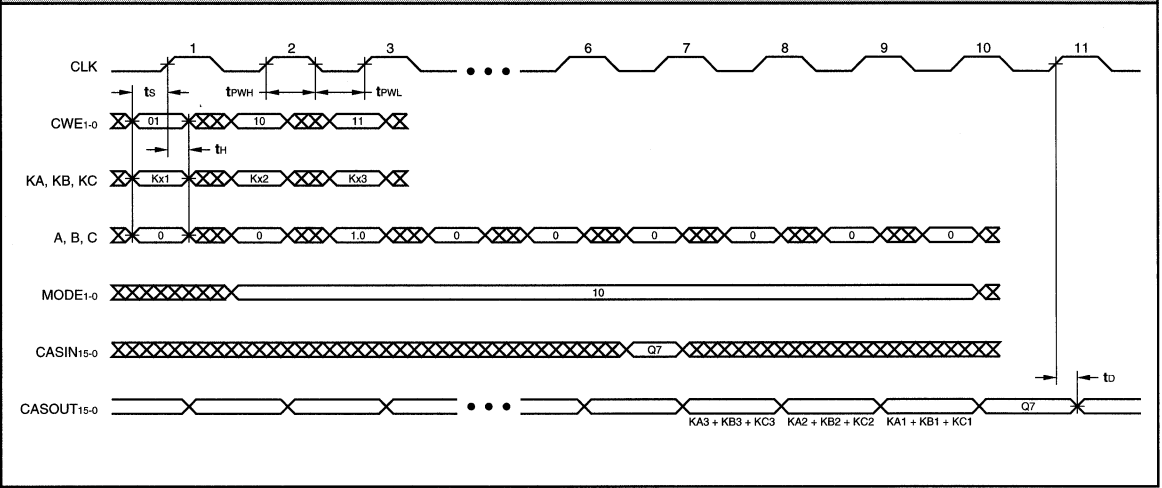 1 2 3 6 7 8 9 10 11
CLK
tS tPWH tPWL
CWE1-0 01 10 11
tH
KA, KB, KC Kx1 Kx2 Kx3
A, B, C 0 0 1.0 0 0 0 0 0 0
MODE1-0 10
CASIN15-0 Q7
tD
CASOUT15-0 Q7
KA3 + KB3 + KC3 KA2 + KB2 + KC2 KA1 + KB1 + KC1